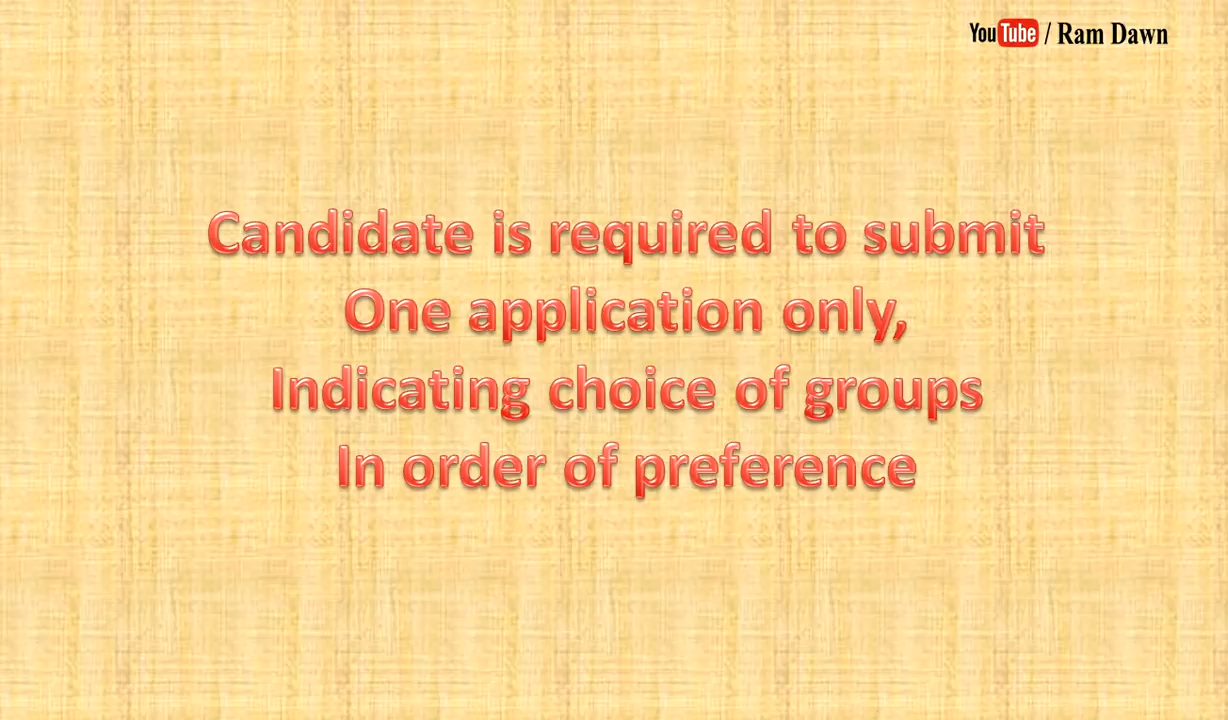 YouTube / Ram Dawn
Candidate is required to submit
One application only,
Indicating choice of groups
In order of preference